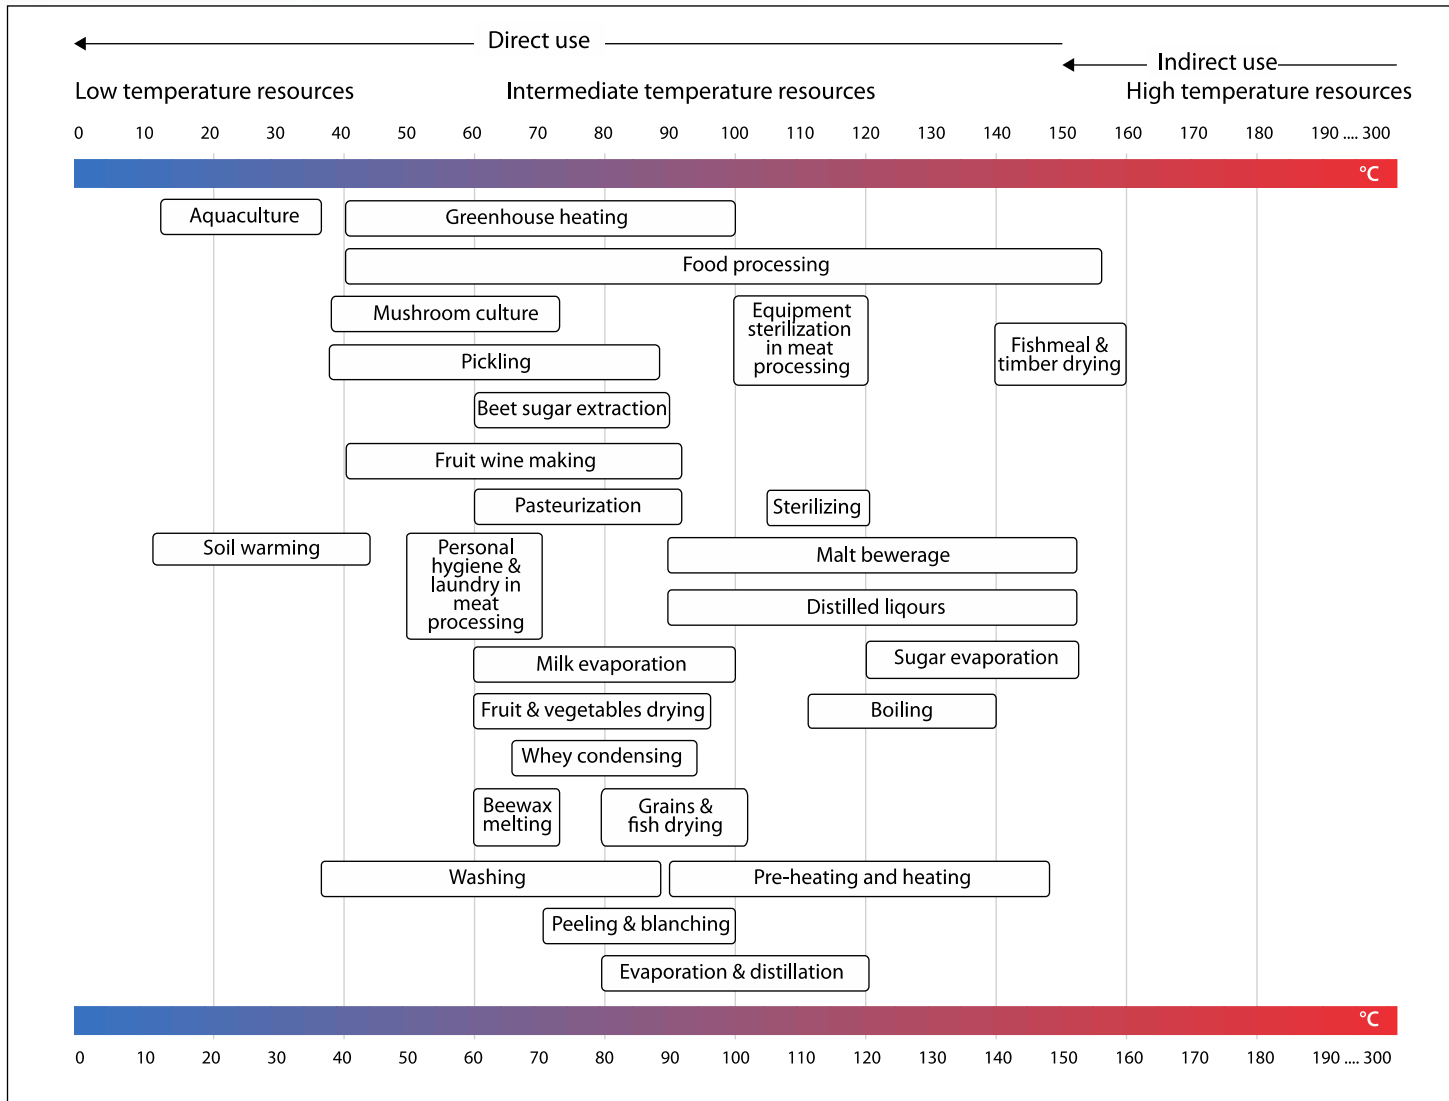 Direct use
Indirect use
Low temperature resources
Intermediate temperature resources
High temperature resources
0 10 20 30 40 50 60 70 80 90 100 110 120 130 140 150 160 170 180 190 .... 300
°C
Aquaculture
Greenhouse heating
Food processing
Mushroom culture
Equipment
sterilization
in meat
processing
Fishmeal &
timber drying
Pickling
Beet sugar extraction
Fruit wine making
Pasteurization
Sterilizing
Soil warming
Personal
hygiene &
laundry in
meat
processing
Malt bewerage
Distilled liqours
Milk evaporation
Sugar evaporation
Fruit & vegetables drying
Boiling
Whey condensing
Beewax
melting
Grains &
fish drying
Washing
Pre-heating and heating
Peeling & blanching
Evaporation & distillation
°C
0 10 20 30 40 50 60 70 80 90 100 110 120 130 140 150 160 170 180 190 .... 300